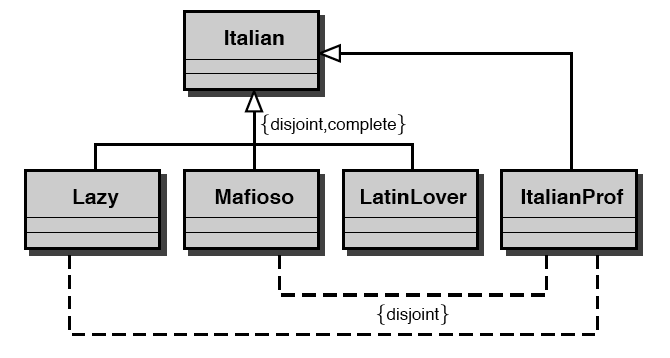 Italian
{disjoint,complete}
Lazy
Mafioso
LatinLover
ItalianProf
{disjoint}